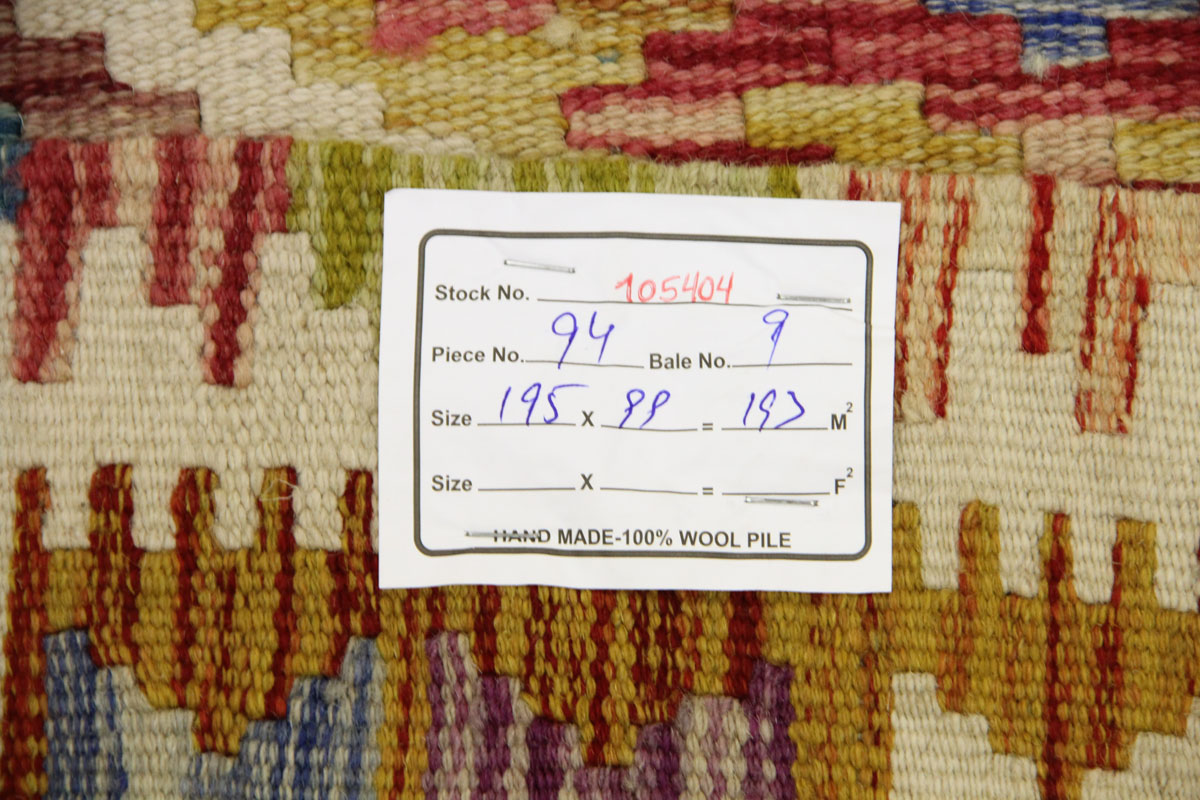 Stock No. 105404
Piece No. 94 Bale No. 9
Size 195 X 99 = 193 M²
Size X = F²
HAND MADE-100% WOOL PILE